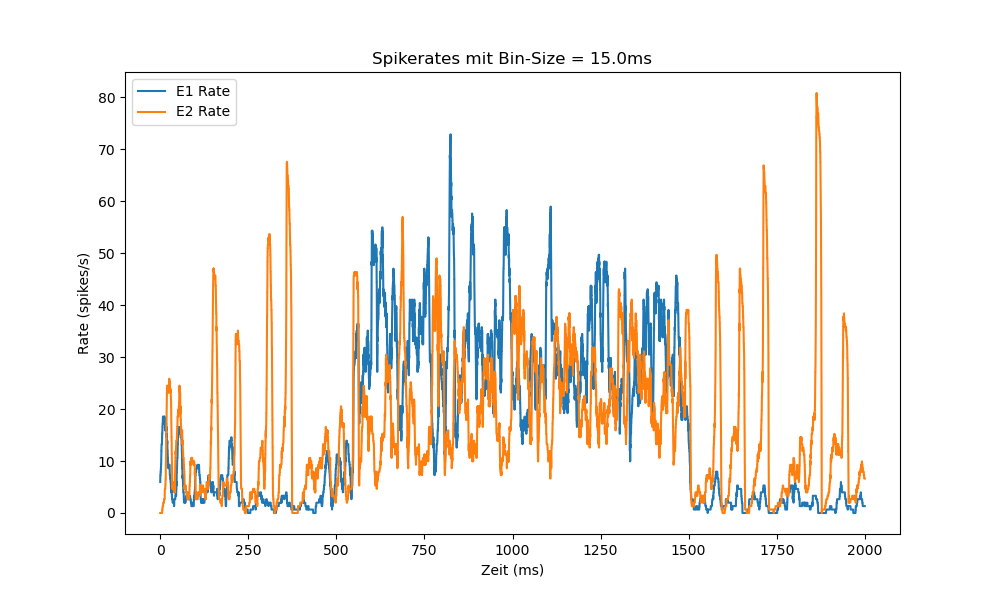 Spikerates mit Bin-Size = 15.0ms
E1 Rate
E2 Rate
80
70
60
50
40
30
20
10
0
Rate (spikes/s)
0 250 500 750 1000 1250 1500 1750 2000
Zeit (ms)